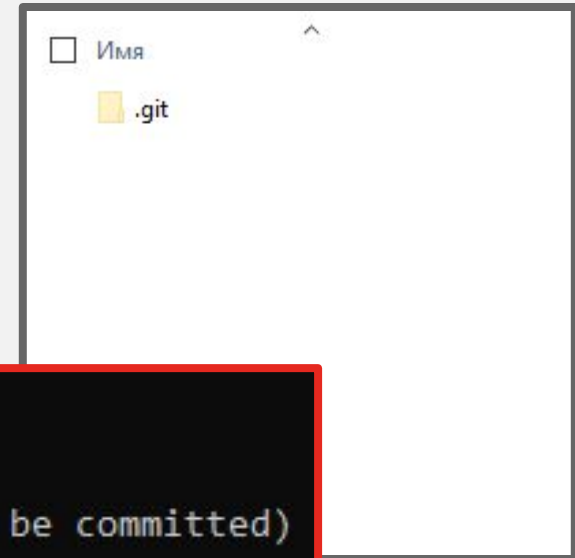 Имя
.git
be committed)